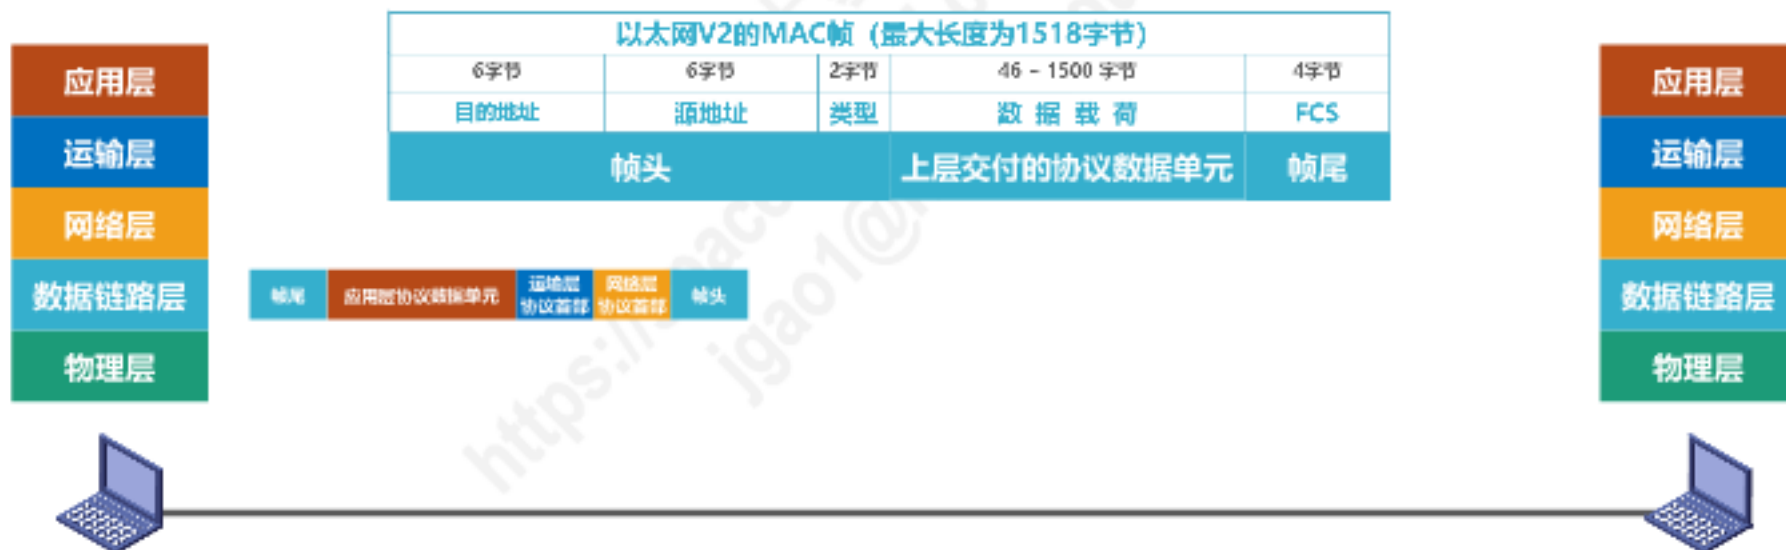 以太网V2的MAC帧（最大长度为1518字节）
6字节 6字节 2字节 46 – 1500 字节 4字节
目的地址 源地址 类型 数 据 载 荷 FCS
帧头 上层交付的协议数据单元 帧尾
应用层
运输层
网络层
数据链路层
物理层
帧尾 应用层协议数据单元 运输层 网络层 帧头
协议首部 协议首部
应用层
运输层
网络层
数据链路层
物理层
https://
jgao1@